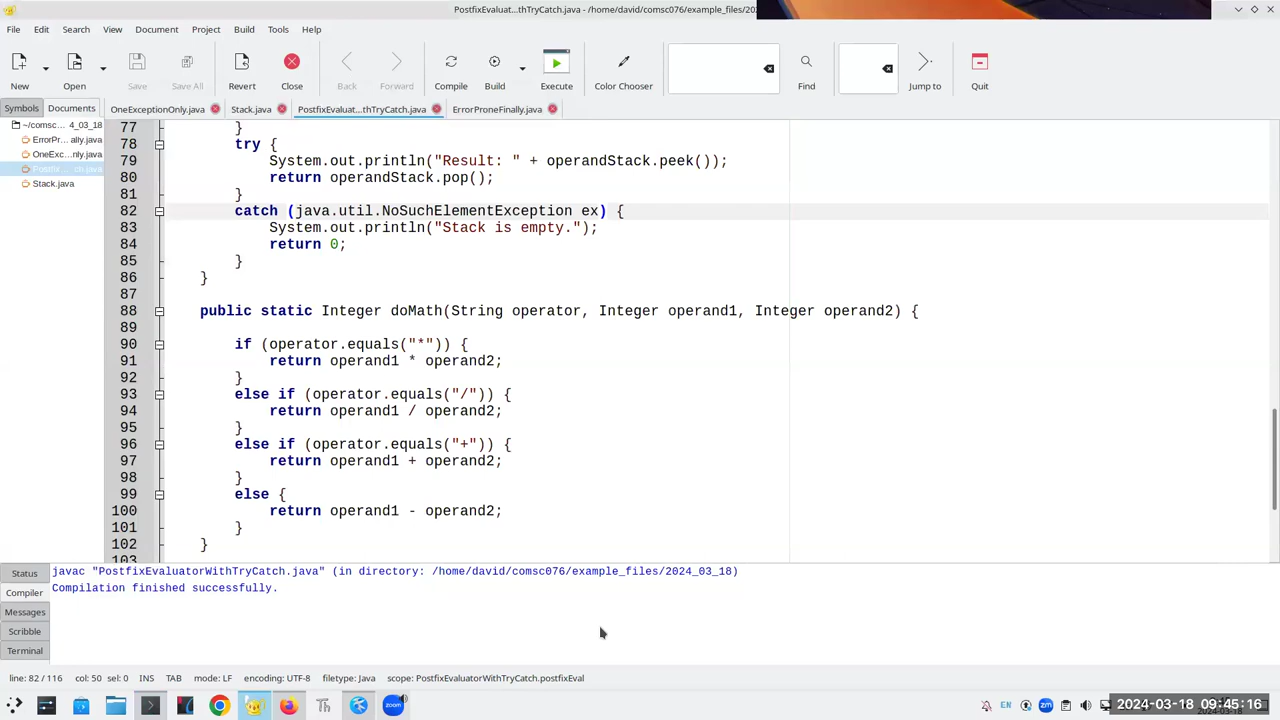 PostfixEvaluat...thTryCatch.java - /home/david/comsc076/example_files/202
File Edit Search View Document Project Build Tools Help
New Open Save Save All Revert Close Back Forward Compile Build Execute Color Chooser Find Jump to Quit
Symbols Documents OneExceptionOnly.java Stack.java PostfixEvaluat...thTryCatch.java ErrorProneFinally.java
~/comsc... 4_03_18
ErrorPr... ally.java
OneExc...nly.java
Stack.java
77 }
78 try {
79 System.out.println("Result: " + operandStack.peek());
80 return operandStack.pop();
81 }
82 catch (java.util.NoSuchElementException ex) {
83 System.out.println("Stack is empty.");
84 return 0;
85 }
86 }
87
88 public static Integer doMath(String operator, Integer operand1, Integer operand2) {
89
90 if (operator.equals("*")) {
91 return operand1 * operand2;
92 }
93 else if (operator.equals("/")) {
94 return operand1 / operand2;
95 }
96 else if (operator.equals("+")) {
97 return operand1 + operand2;
98 }
99 else {
100 return operand1 - operand2;
101 }
102 }
103
Status
Compiler
Messages
Scribble
Terminal
javac "PostfixEvaluatorWithTryCatch.java" (in directory: /home/david/comsc076/example_files/2024_03_18)
Compilation finished successfully.
line: 82 / 116 col: 50 sel: 0 INS TAB mode: LF encoding: UTF-8 filetype: Java scope: PostfixEvaluatorWithTryCatch.postfixEval
Th zoom EN zm 2024-03-18 09:45:16